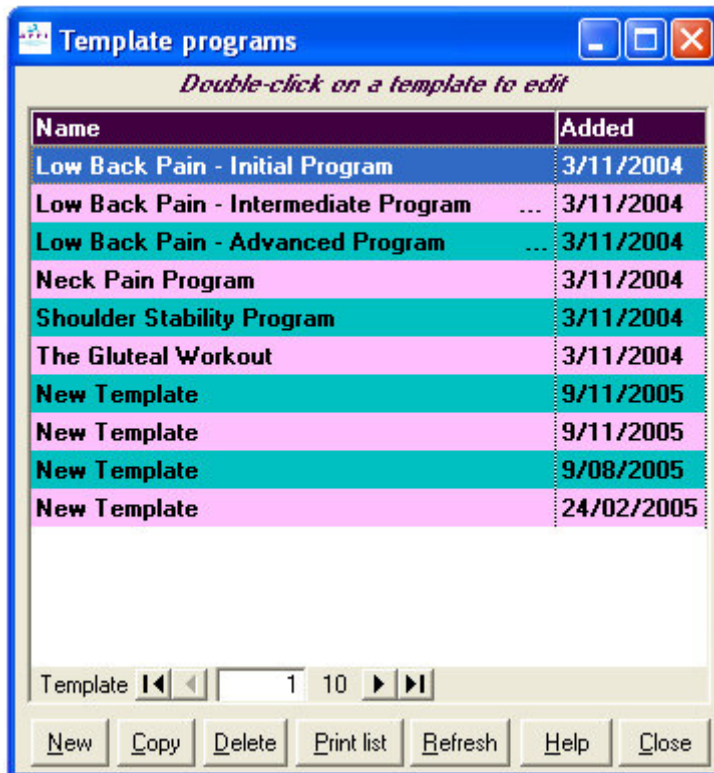 Template programs
Double-click on a template to edit
Name Added
Low Back Pain - Initial Program 3/11/2004
Low Back Pain - Intermediate Program ... 3/11/2004
Low Back Pain - Advanced Program ... 3/11/2004
Neck Pain Program 3/11/2004
Shoulder Stability Program 3/11/2004
The Gluteal Workout 3/11/2004
New Template 9/11/2005
New Template 9/11/2005
New Template 9/08/2005
New Template 24/02/2005
Template 1 10
New Copy Delete Print list Refresh Help Close